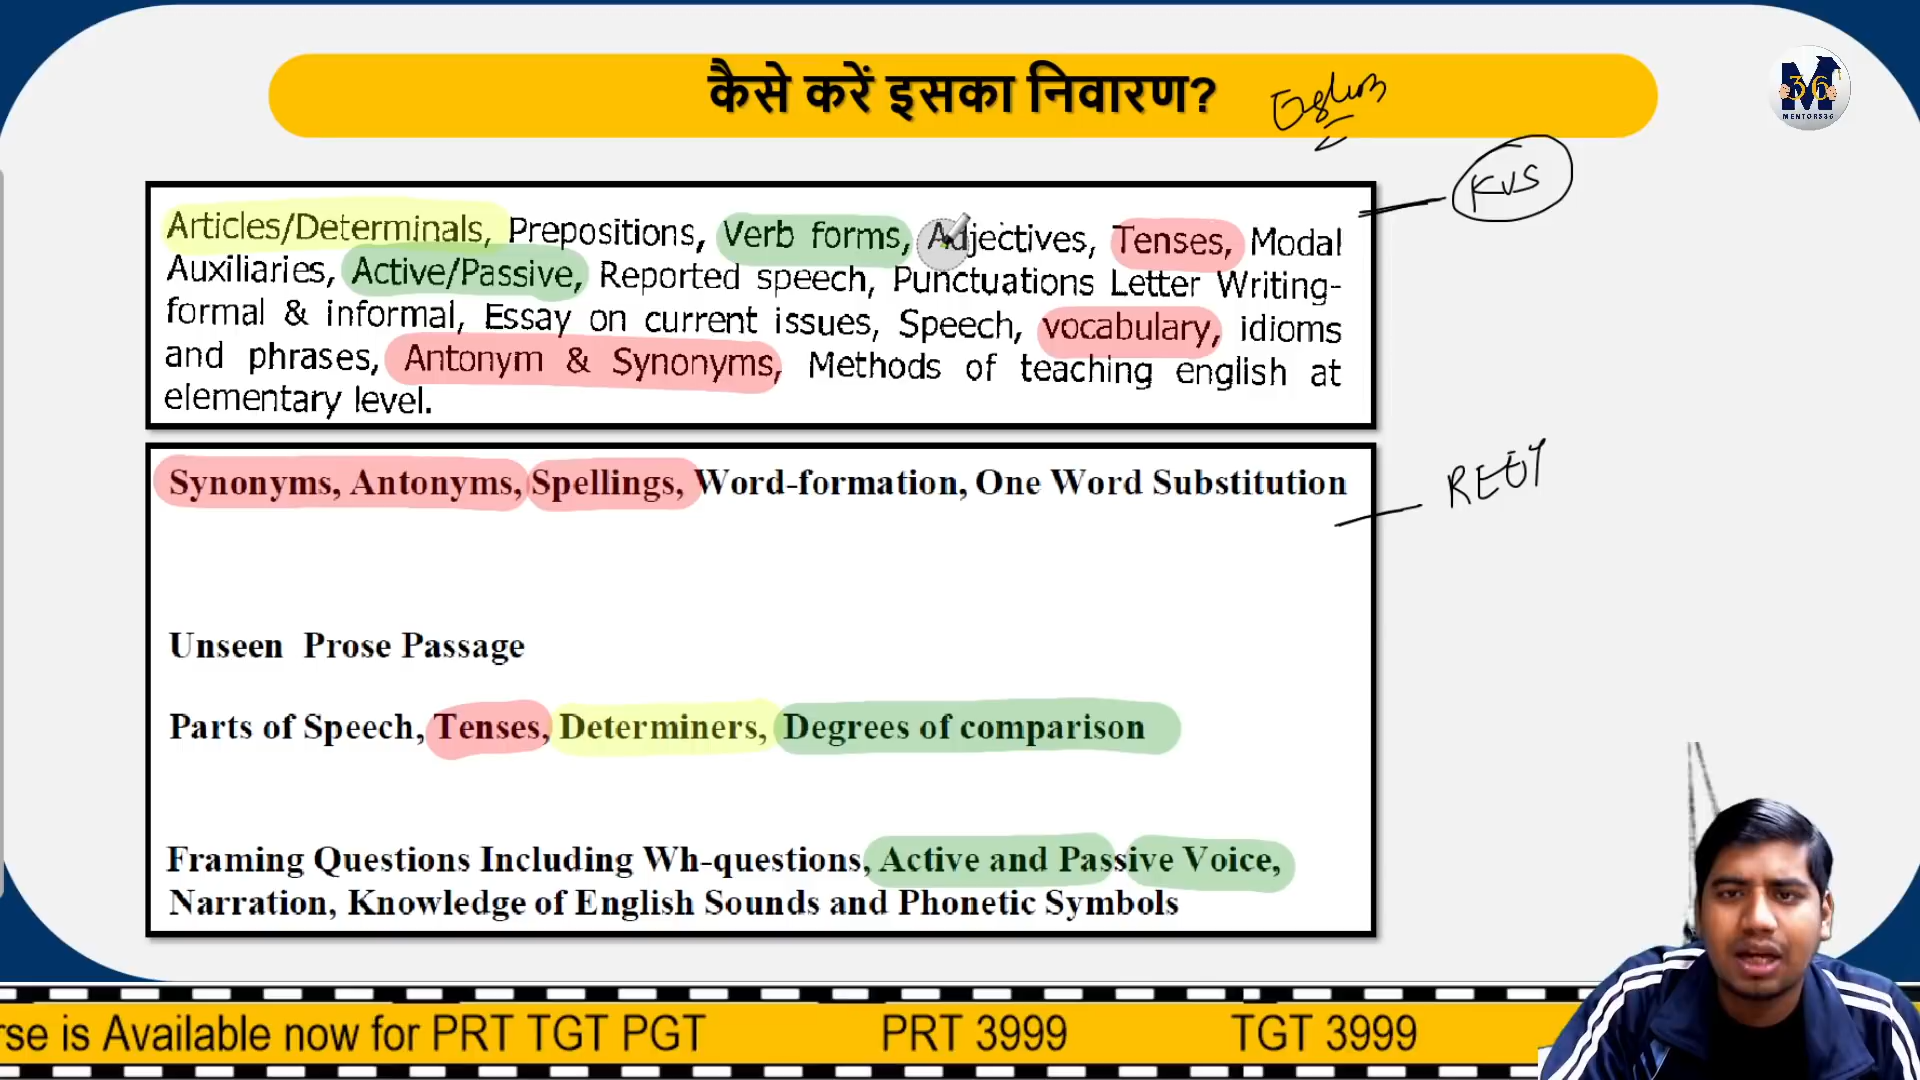 कैसे करें इसका निवारण?
English
36
MENTORS36
KVS
Articles/Determinals, Prepositions, Verb forms, Adjectives, Tenses, Modal
Auxiliaries, Active/Passive, Reported speech, Punctuations Letter Writing-
formal & informal, Essay on current issues, Speech, vocabulary, idioms
and phrases, Antonym & Synonyms, Methods of teaching english at
elementary level.
Synonyms, Antonyms, Spellings, Word-formation, One Word Substitution
Unseen Prose Passage
Parts of Speech, Tenses, Determiners, Degrees of comparison
Framing Questions Including Wh-questions, Active and Passive Voice,
Narration, Knowledge of English Sounds and Phonetic Symbols
rse is Available now for PRT TGT PGT PRT 3999 TGT 3999